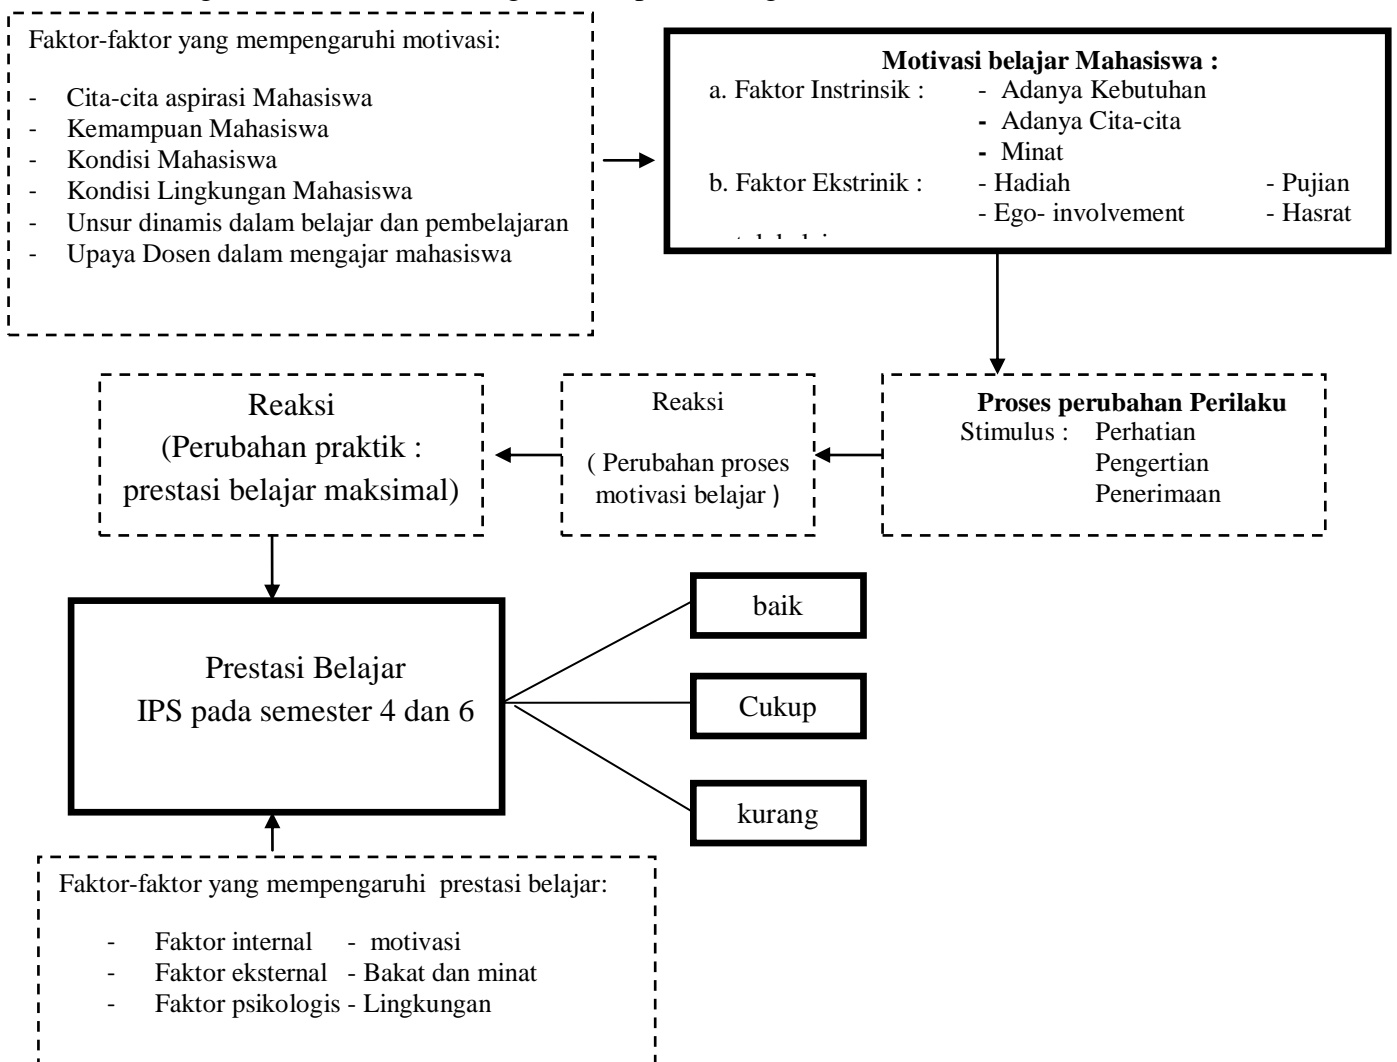 Faktor-faktor yang mempengaruhi motivasi:
- Cita-cita aspirasi Mahasiswa
- Kemampuan Mahasiswa
- Kondisi Mahasiswa
- Kondisi Lingkungan Mahasiswa
- Unsur dinamis dalam belajar dan pembelajaran
- Upaya Dosen dalam mengajar mahasiswa
Motivasi belajar Mahasiswa :
a. Faktor Instrinsik : - Adanya Kebutuhan
- Adanya Cita-cita
- Minat
b. Faktor Ekstrinik : - Hadiah - Pujian
- Ego- involvement - Hasrat
Proses perubahan Perilaku
Stimulus : Perhatian
Pengertian
Penerimaan
Reaksi
( Perubahan proses
motivasi belajar )
Reaksi
(Perubahan praktik :
prestasi belajar maksimal)
Prestasi Belajar
IPS pada semester 4 dan 6
baik
Cukup
kurang
Faktor-faktor yang mempengaruhi prestasi belajar:
- Faktor internal - motivasi
- Faktor eksternal - Bakat dan minat
- Faktor psikologis - Lingkungan